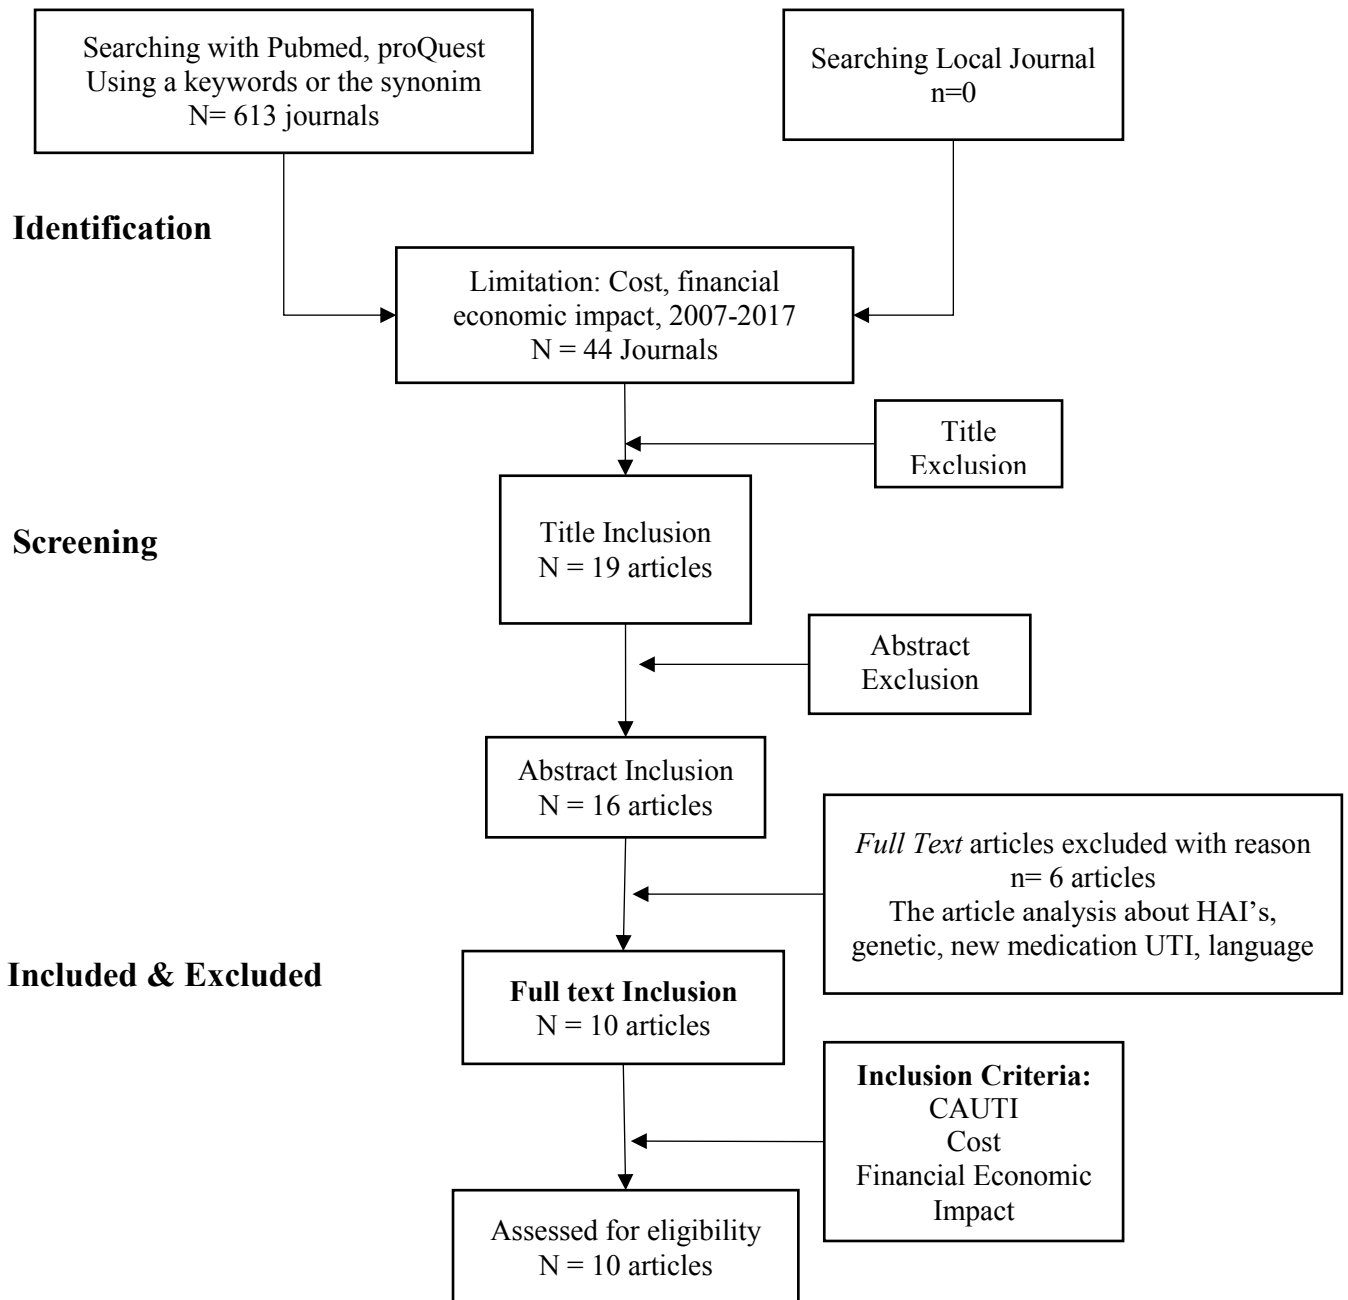 Searching with Pubmed, proQuest
Using a keywords or the synonim
N= 613 journals
Searching Local Journal
n=0
Identification
Limitation: Cost, financial
economic impact, 2007-2017
N = 44 Journals
Title
Exclusion
Screening
Title Inclusion
N = 19 articles
Abstract
Exclusion
Abstract Inclusion
N = 16 articles
Full Text articles excluded with reason
n= 6 articles
The article analysis about HAI’s,
genetic, new medication UTI, language
Included & Excluded
Full text Inclusion
N = 10 articles
Inclusion Criteria:
CAUTI
Cost
Financial Economic
Impact
Assessed for eligibility
N = 10 articles